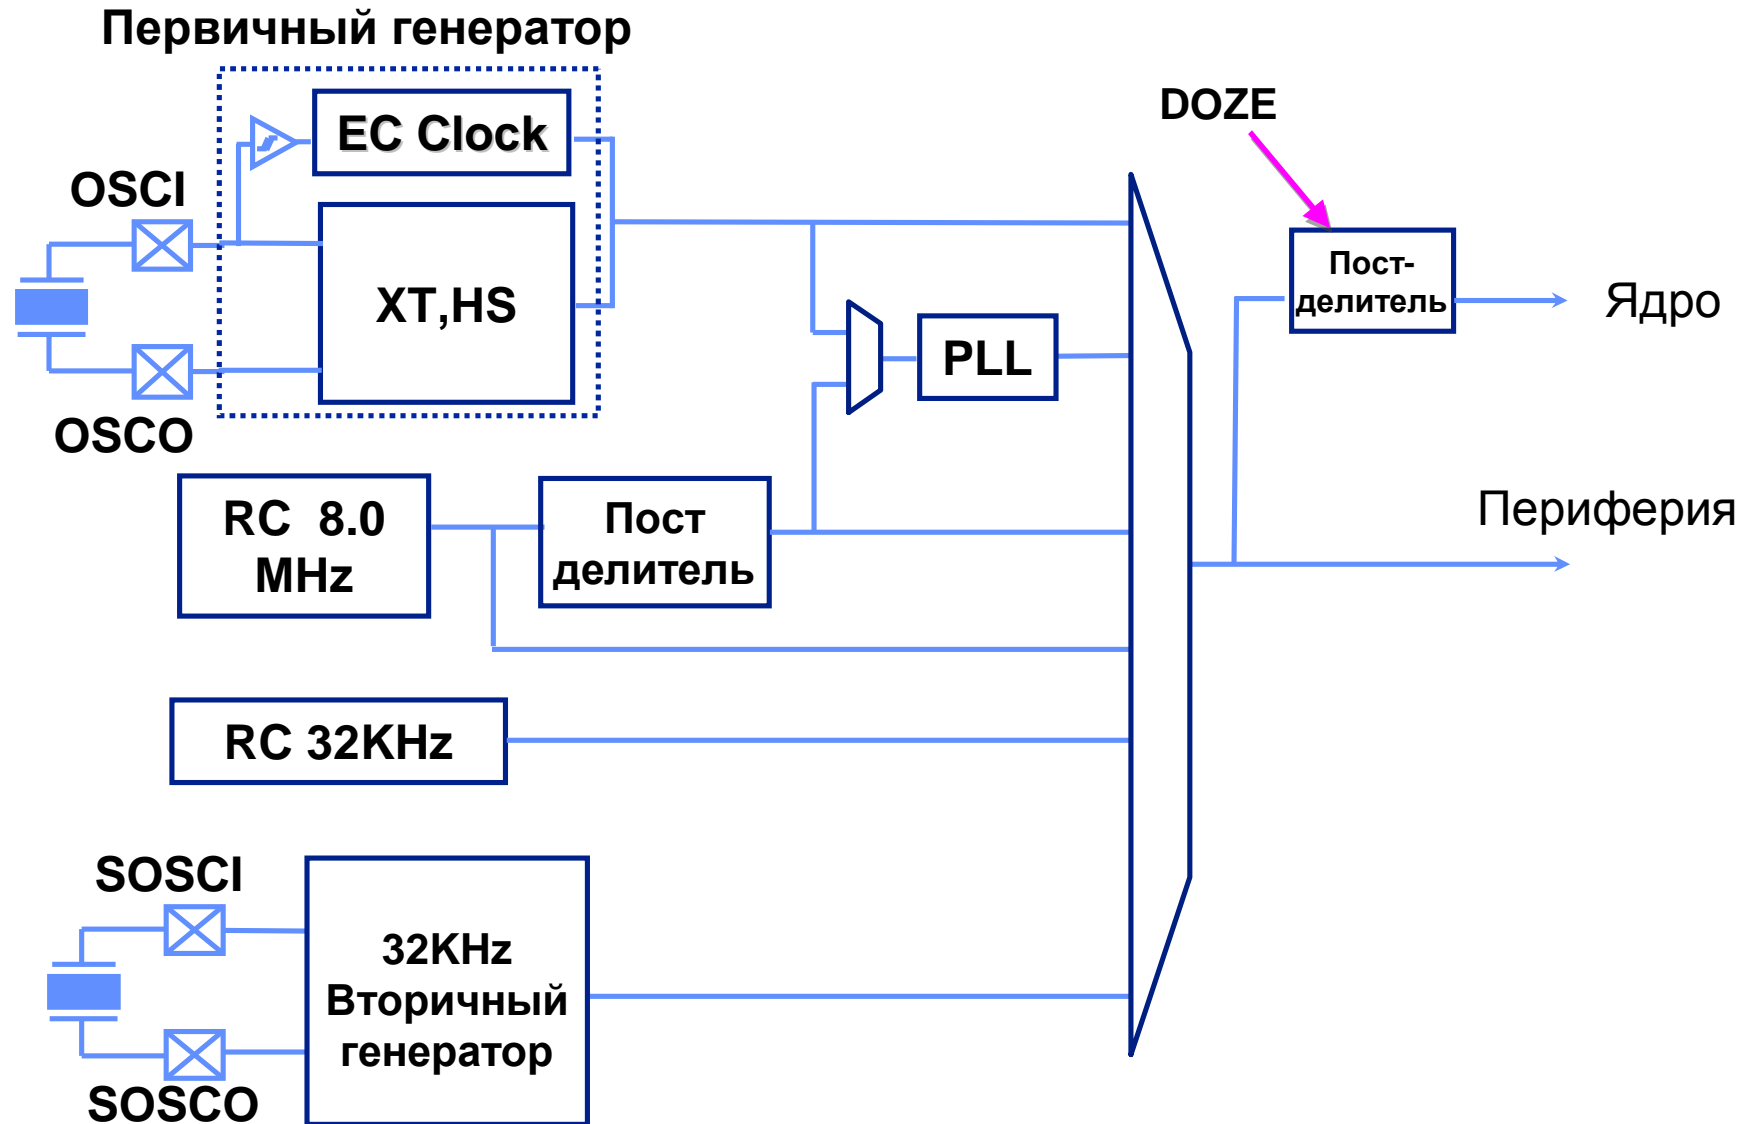 Первичный генератор
DOZE
EC Clock
OSCI
XT,HS
OSCO
PLL
Пост-
делитель
Ядро
RC 8.0
MHz
Пост
делитель
Периферия
RC 32KHz
SOSCI
32KHz
Вторичный
генератор
SOSCO